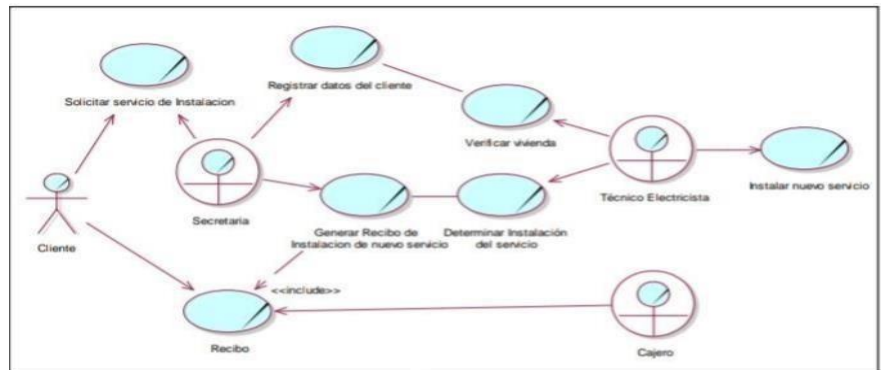 Registrar datos del cliente
Solicitar servicio de Instalacion
Verificar vivienda
Instalar nuevo servicio
Técnico Electricista
Secretaria
Generar Recibo de
Instalacion de nuevo servicio
Determinar Instalación
del servicio
Cliente
<<include>>
Recibo
Cajero